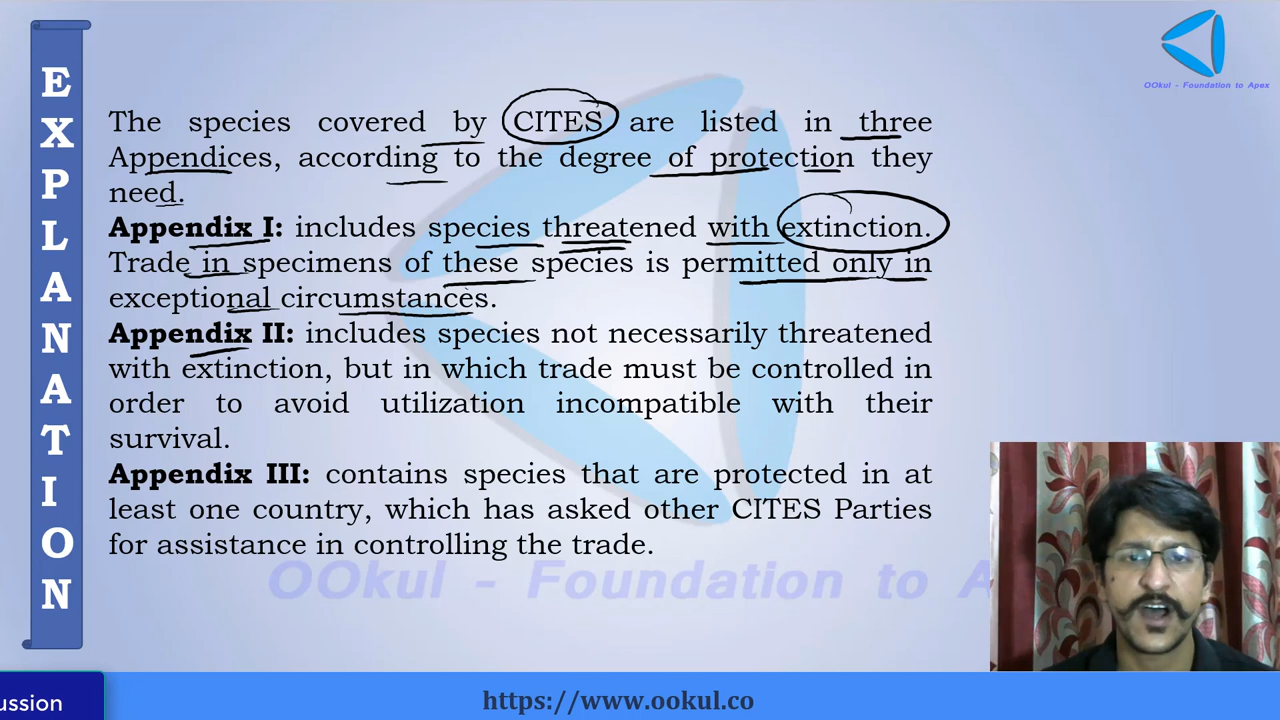 OOkul - Foundation to Apex
E
X
P
L
A
N
A
T
I
O
N
The species covered by CITES are listed in three
Appendices, according to the degree of protection they
need.
Appendix I: includes species threatened with extinction.
Trade in specimens of these species is permitted only in
exceptional circumstances.
Appendix II: includes species not necessarily threatened
with extinction, but in which trade must be controlled in
order to avoid utilization incompatible with their
survival.
Appendix III: contains species that are protected in at
least one country, which has asked other CITES Parties
for assistance in controlling the trade.
OOkul - Foundation to A
ussion
https://www.ookul.co